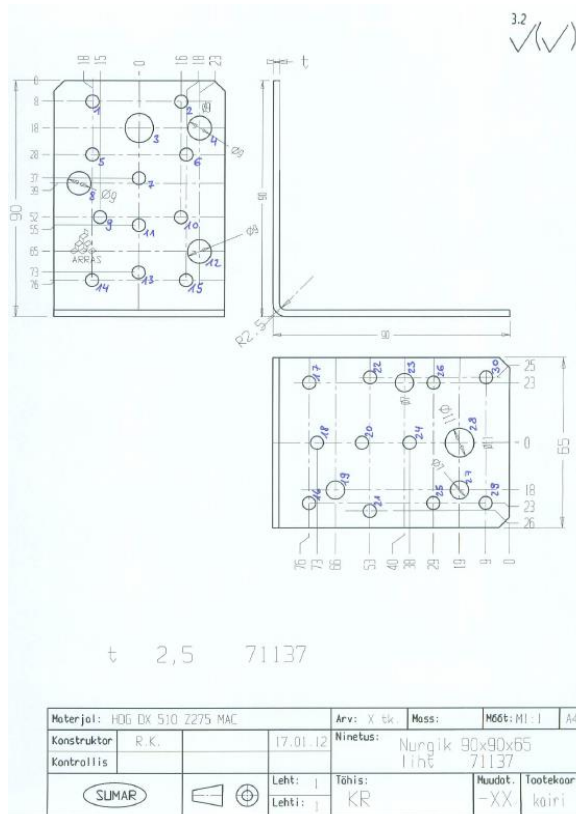 3.2
18 15 0 16 18 23
t
0
8
18
28
37
39
52
55
65
73
76
90
1 2 3 4 5 6 7 8 9 10 11 12 13 14 15
Ø9
Ø9
ARRAS
90
R2.5
90
17 22 23 26 30
18 20 24 28
19 27
16 21 25 29
Ø11
Ø7
25
23
0
18
23
26
65
76 73 66 53 40 38 29 19 9 0
t 2,5 71137
Materjal: HDG DX 51D Z275 MAC
Arv: X tk. Mass: Mõõt: M1:1 A4
Konstruktor R.K. 17.01.12
Kontrollis
Ninetus:
Nurgik 90x90x65
liht 71137
SUMAR
Leht: 1
Lehti: 1
Tähis:
KR
Muudat.
-XX
Tootekoor
kairi